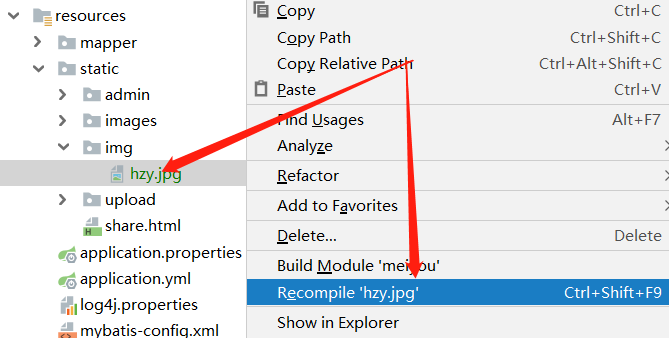 resources
mapper
static
admin
images
img
hzy.jpg
upload
share.html
application.properties
application.yml
log4j.properties
mybatis-config.xml
Copy Ctrl+C
Copy Path Ctrl+Shift+C
Copy Relative Path Ctrl+Alt+Shift+C
Paste Ctrl+V
Find Usages Alt+F7
Analyze
Refactor
Add to Favorites
Delete... Delete
Build Module 'meiyou'
Recompile 'hzy.jpg' Ctrl+Shift+F9
Show in Explorer